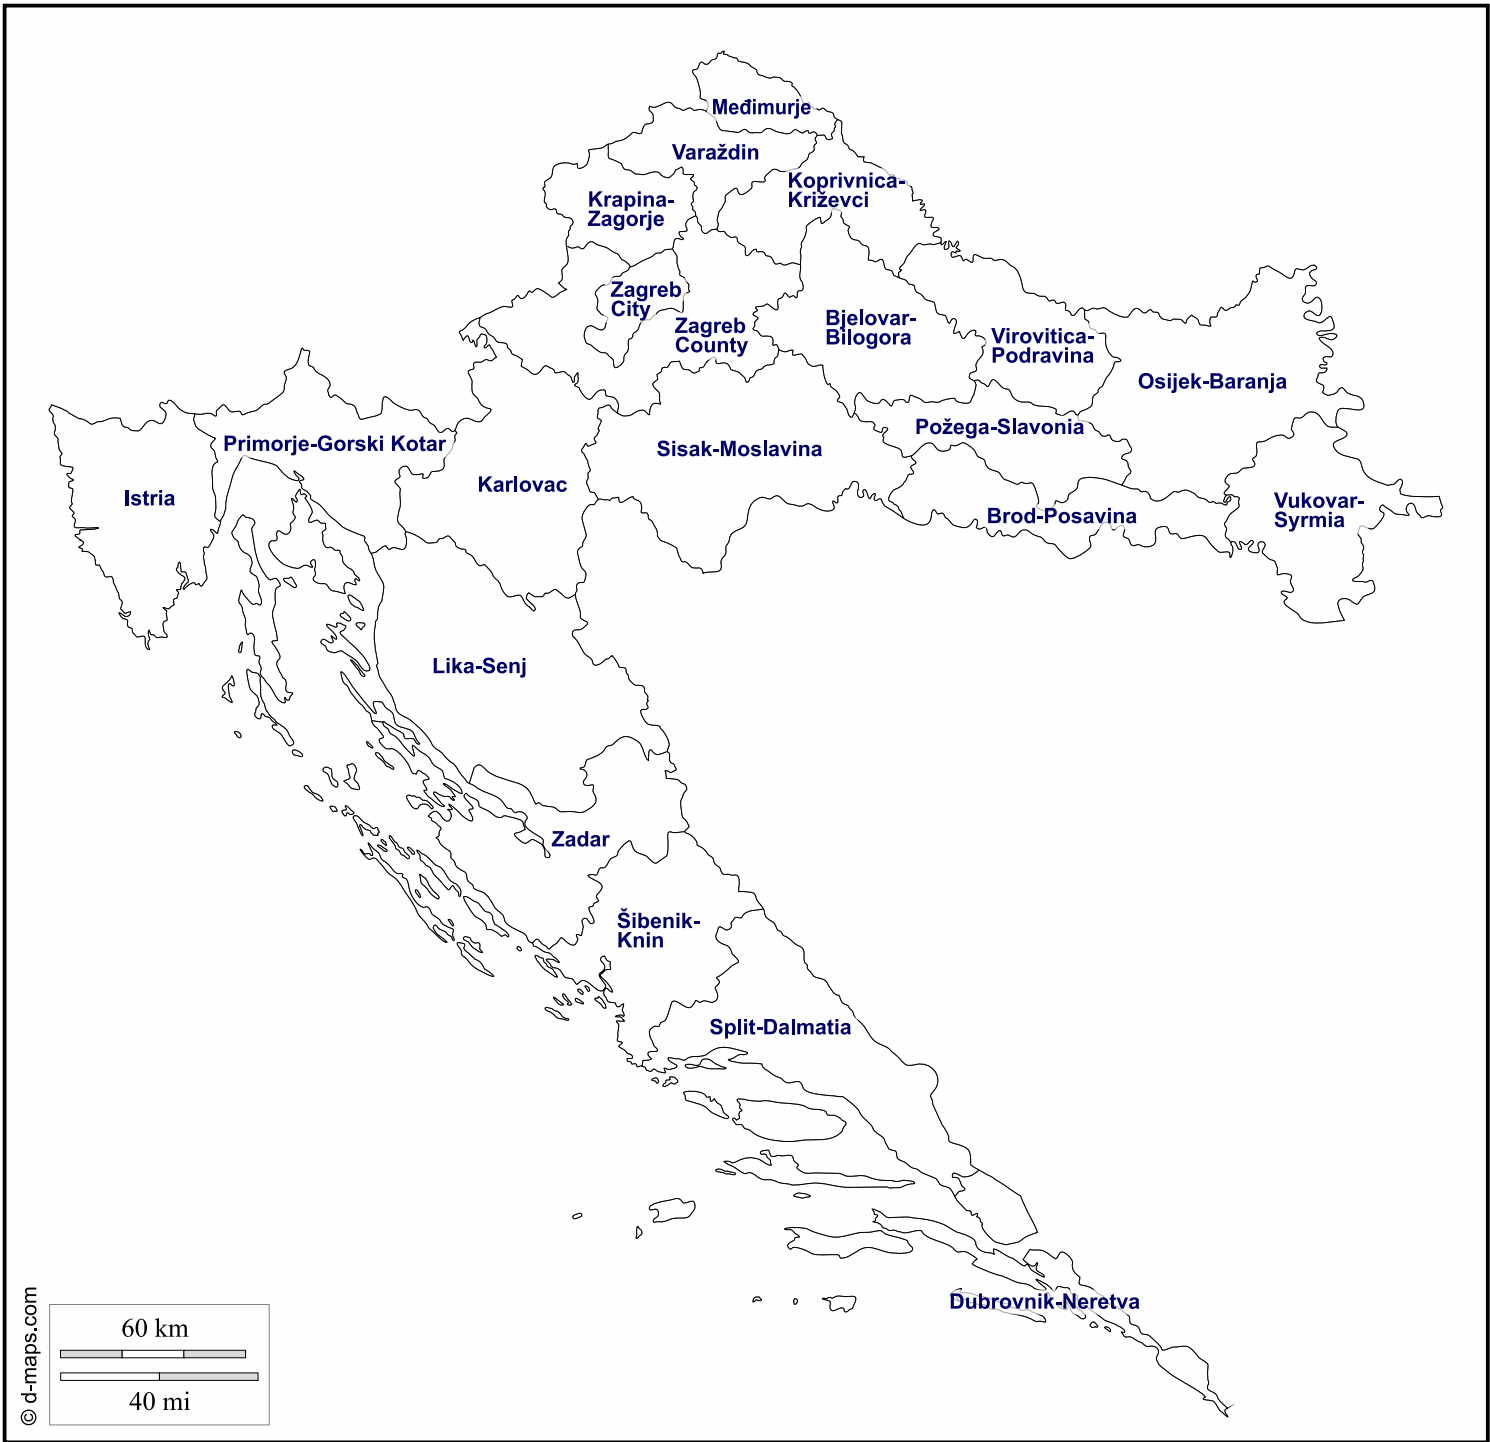 Međimurje
Varaždin
Koprivnica-
Križevci
Krapina-
Zagorje
Zagreb
City
Zagreb
County
Bjelovar-
Bilogora
Virovitica-
Podravina
Osijek-Baranja
Požega-Slavonia
Primorje-Gorski Kotar
Sisak-Moslavina
Karlovac
Istria
Brod-Posavina
Vukovar-
Syrmia
Lika-Senj
Zadar
Šibenik-
Knin
Split-Dalmatia
Dubrovnik-Neretva
60 km
40 mi
© d-maps.com